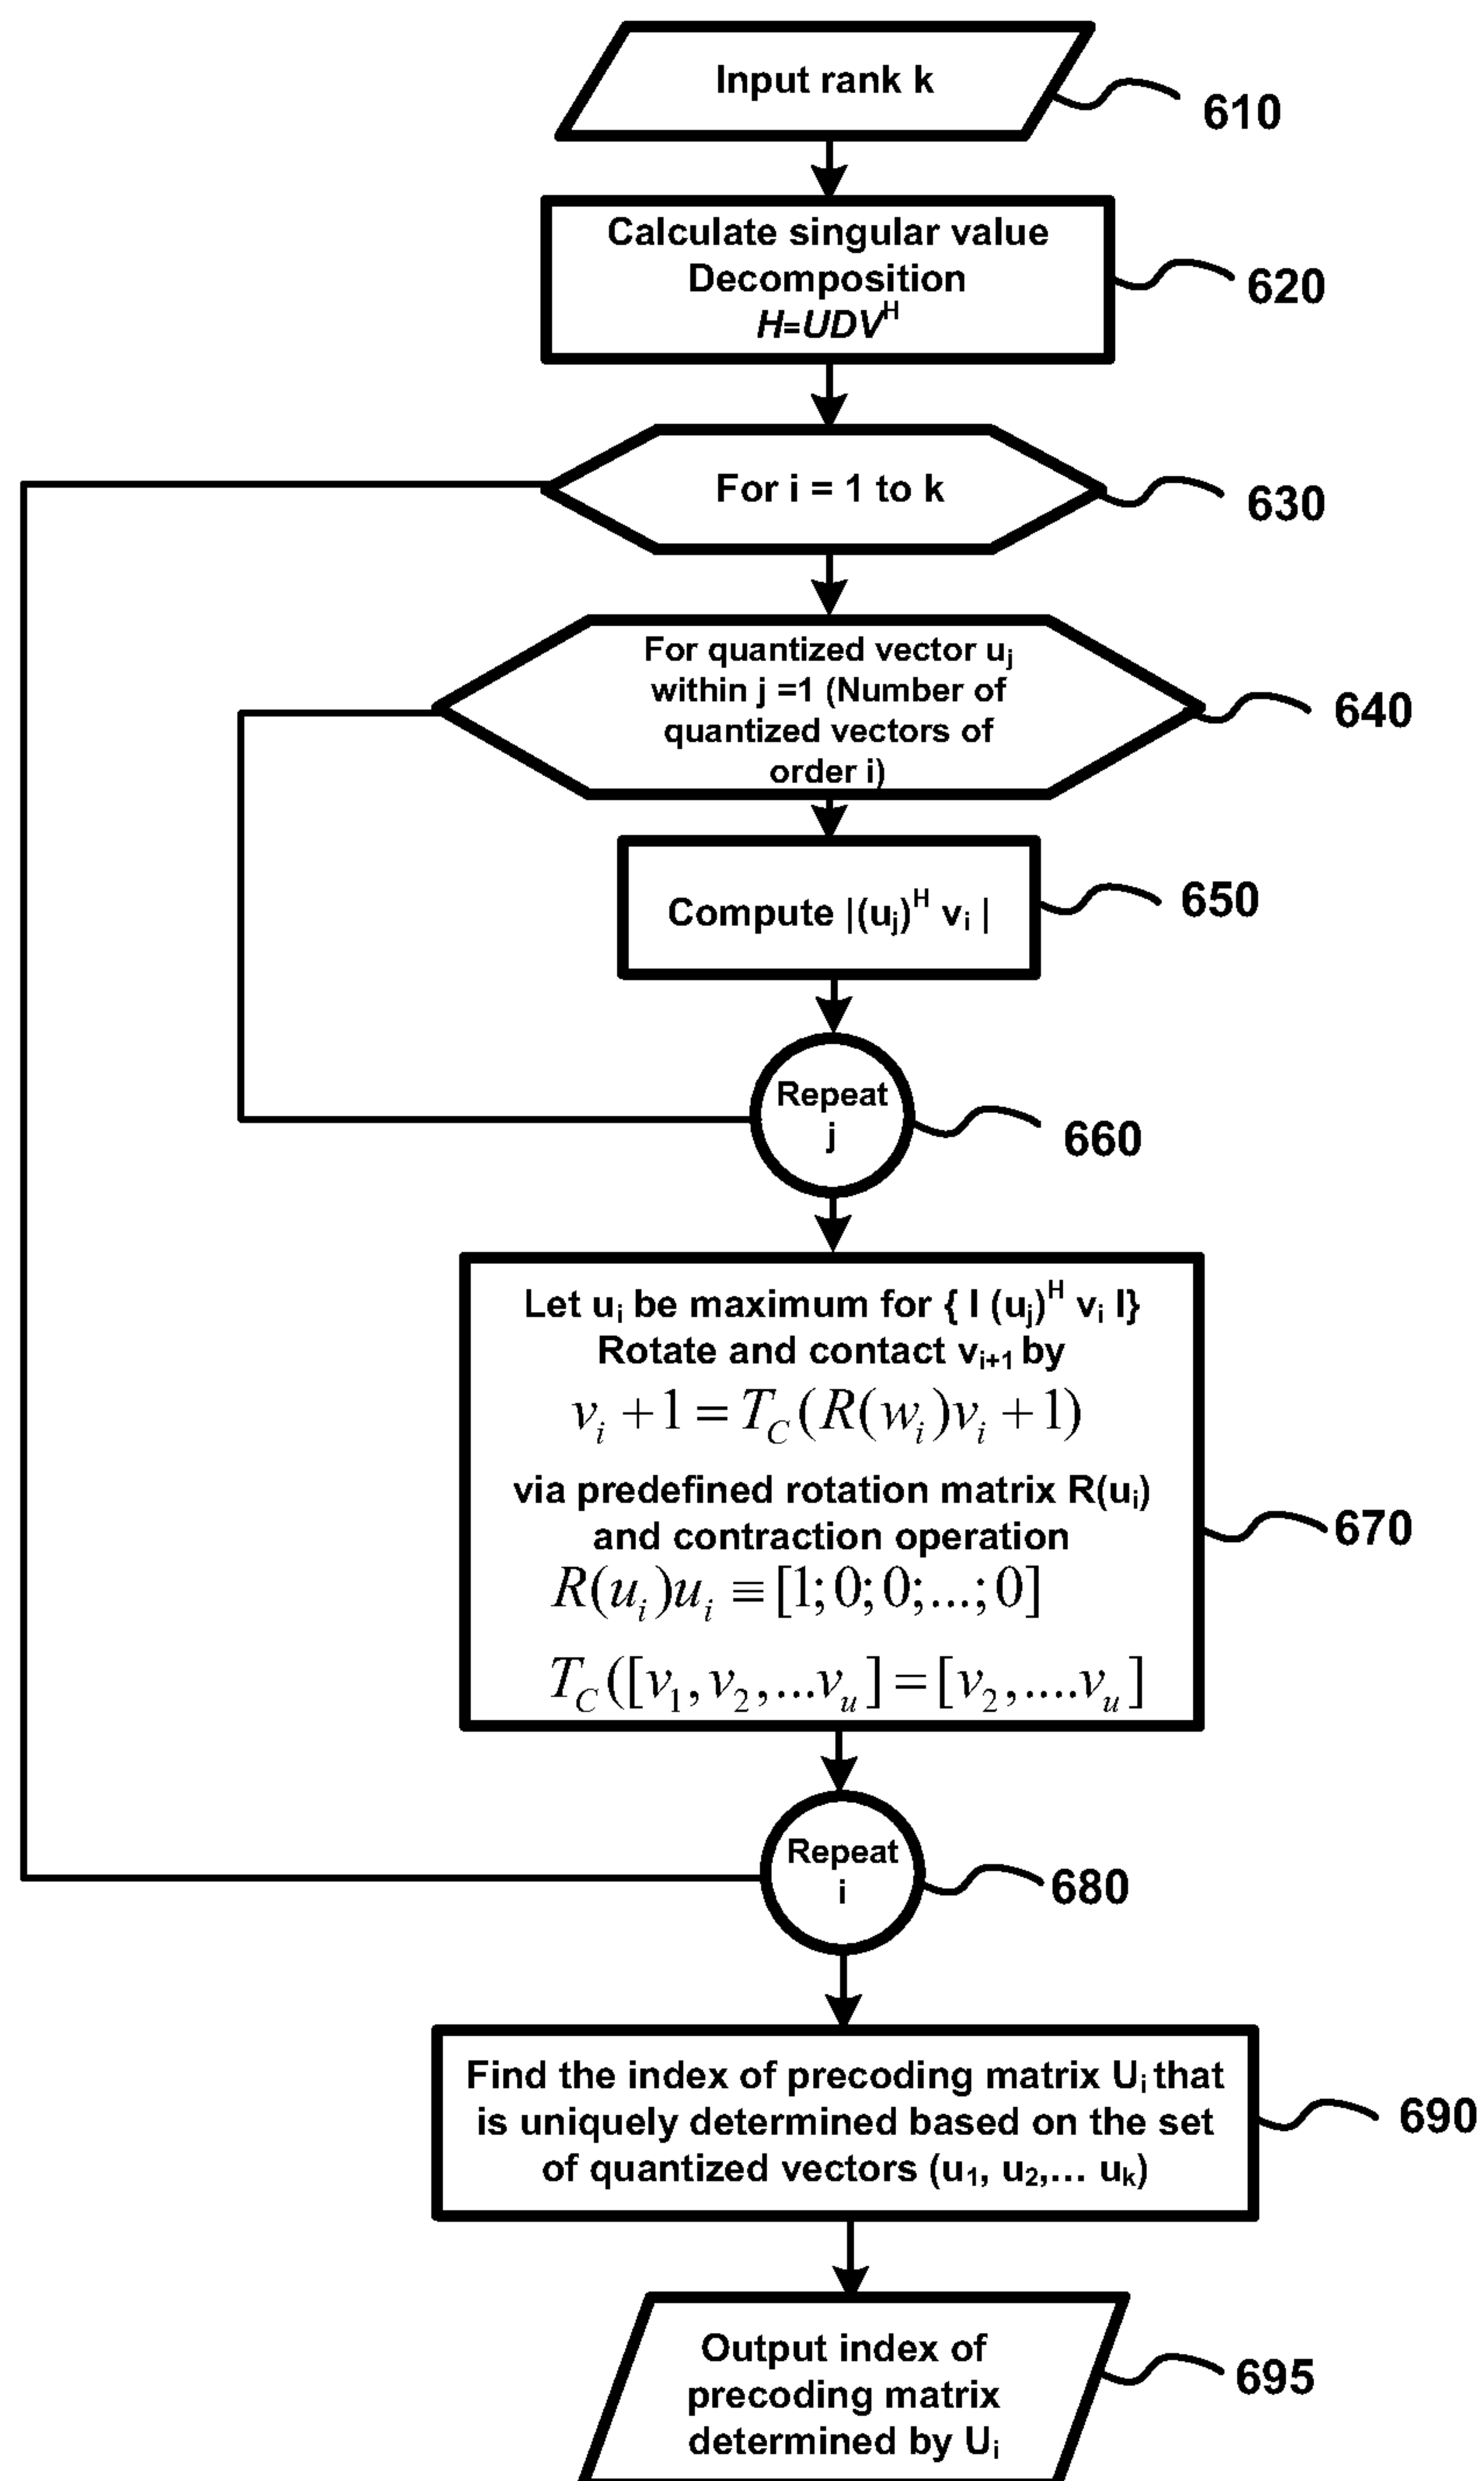 Input rank k
610
Calculate singular value
Decomposition
H=UDV^H
620
For i = 1 to k
630
For quantized vector u_j
within j =1 (Number of
quantized vectors of
order i)
640
Compute |(u_j)^H v_i |
650
Repeat
j
660
Let u_i be maximum for { I (u_j)^H v_i I}
Rotate and contact v_{i+1} by
v_i + 1 = T_C(R(w_i)v_i + 1)
via predefined rotation matrix R(u_i)
and contraction operation
R(u_i)u_i ≡ [1; 0; 0; ...; 0]
T_C([v_1, v_2, ...v_u] = [v_2, ....v_u]
670
Repeat
i
680
Find the index of precoding matrix U_i that
is uniquely determined based on the set
of quantized vectors (u_1, u_2,... u_k)
690
Output index of
precoding matrix
determined by U_i
695